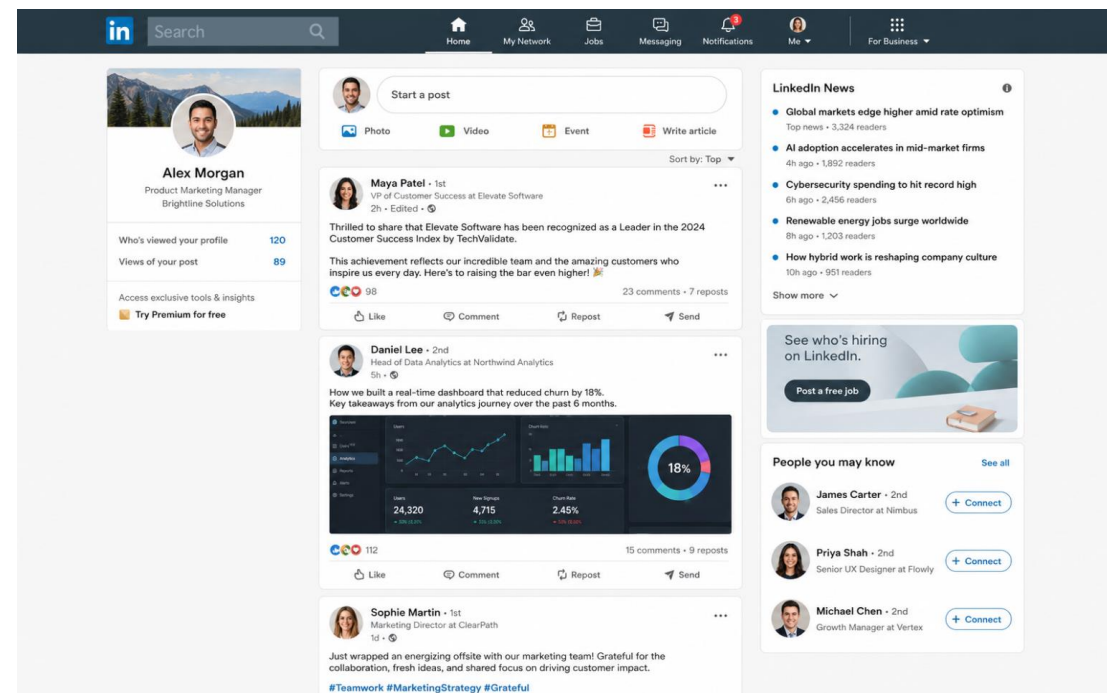 in
Search
Home
My Network
Jobs
Messaging
3
Notifications
Me
For Business
Alex Morgan
Product Marketing Manager
Brightline Solutions
Who's viewed your profile 120
Views of your post 89
Access exclusive tools & insights
Try Premium for free
Start a post
Photo
Video
Event
Write article
Sort by: Top
Maya Patel • 1st
VP of Customer Success at Elevate Software
2h • Edited •
Thrilled to share that Elevate Software has been recognized as a Leader in the 2024
Customer Success Index by TechValidate.
This achievement reflects our incredible team and the amazing customers who
inspire us every day. Here's to raising the bar even higher! 🎉
98
23 comments • 7 reposts
Like
Comment
Repost
Send
Daniel Lee • 2nd
Head of Data Analytics at Northwind Analytics
5h •
How we built a real-time dashboard that reduced churn by 18%.
Key takeaways from our analytics journey over the past 6 months.
Users
Churn Rate
Analytics
Reports
Settings
18%
Users
New Signups
Churn Rate
24,320
4,715
2.45%
112
15 comments • 9 reposts
Like
Comment
Repost
Send
Sophie Martin • 1st
Marketing Director at ClearPath
1d •
Just wrapped an energizing offsite with our marketing team! Grateful for the
collaboration, fresh ideas, and shared focus on driving customer impact.
#Teamwork #MarketingStrategy #Grateful
LinkedIn News
Global markets edge higher amid rate optimism
Top news • 3,324 readers
AI adoption accelerates in mid-market firms
4h ago • 1,892 readers
Cybersecurity spending to hit record high
6h ago • 2,456 readers
Renewable energy jobs surge worldwide
8h ago • 1,203 readers
How hybrid work is reshaping company culture
10h ago • 951 readers
Show more
See who's hiring
on LinkedIn.
Post a free job
People you may know
See all
James Carter • 2nd
Sales Director at Nimbus
+ Connect
Priya Shah • 2nd
Senior UX Designer at Flowly
+ Connect
Michael Chen • 2nd
Growth Manager at Vertex
+ Connect